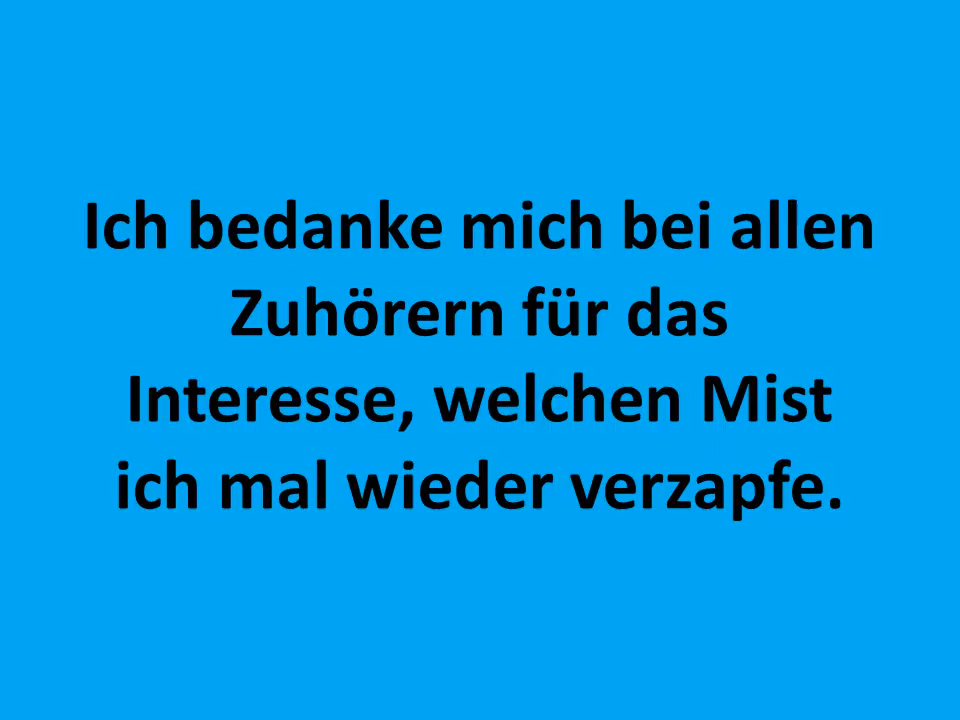 Ich bedanke mich bei allen
Zuhörern für das
Interesse, welchen Mist
ich mal wieder verzapfe.